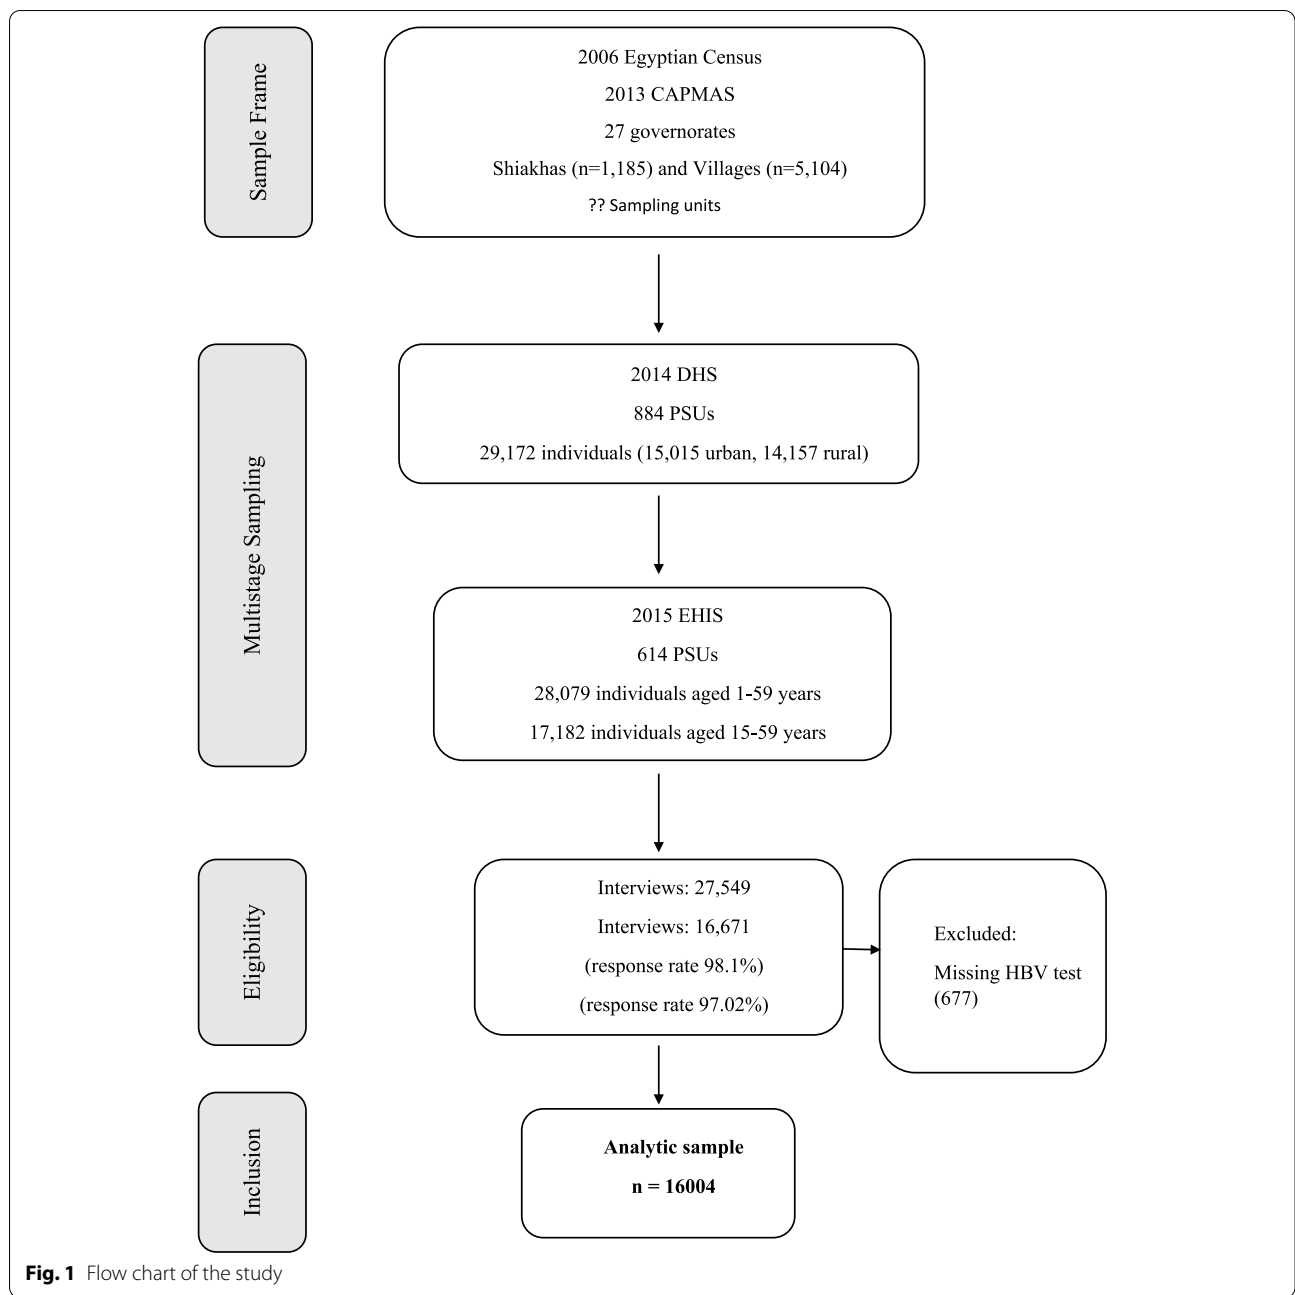 Sample Frame
2006 Egyptian Census
2013 CAPMAS
27 governorates
Shiakhas (n=1,185) and Villages (n=5,104)
?? Sampling units
Multistage Sampling
2014 DHS
884 PSUs
29,172 individuals (15,015 urban, 14,157 rural)
2015 EHIS
614 PSUs
28,079 individuals aged 1-59 years
17,182 individuals aged 15-59 years
Eligibility
Interviews: 27,549
Interviews: 16,671
(response rate 98.1%)
(response rate 97.02%)
Excluded:
Missing HBV test
(677)
Inclusion
Analytic sample
n = 16004
Fig. 1 Flow chart of the study